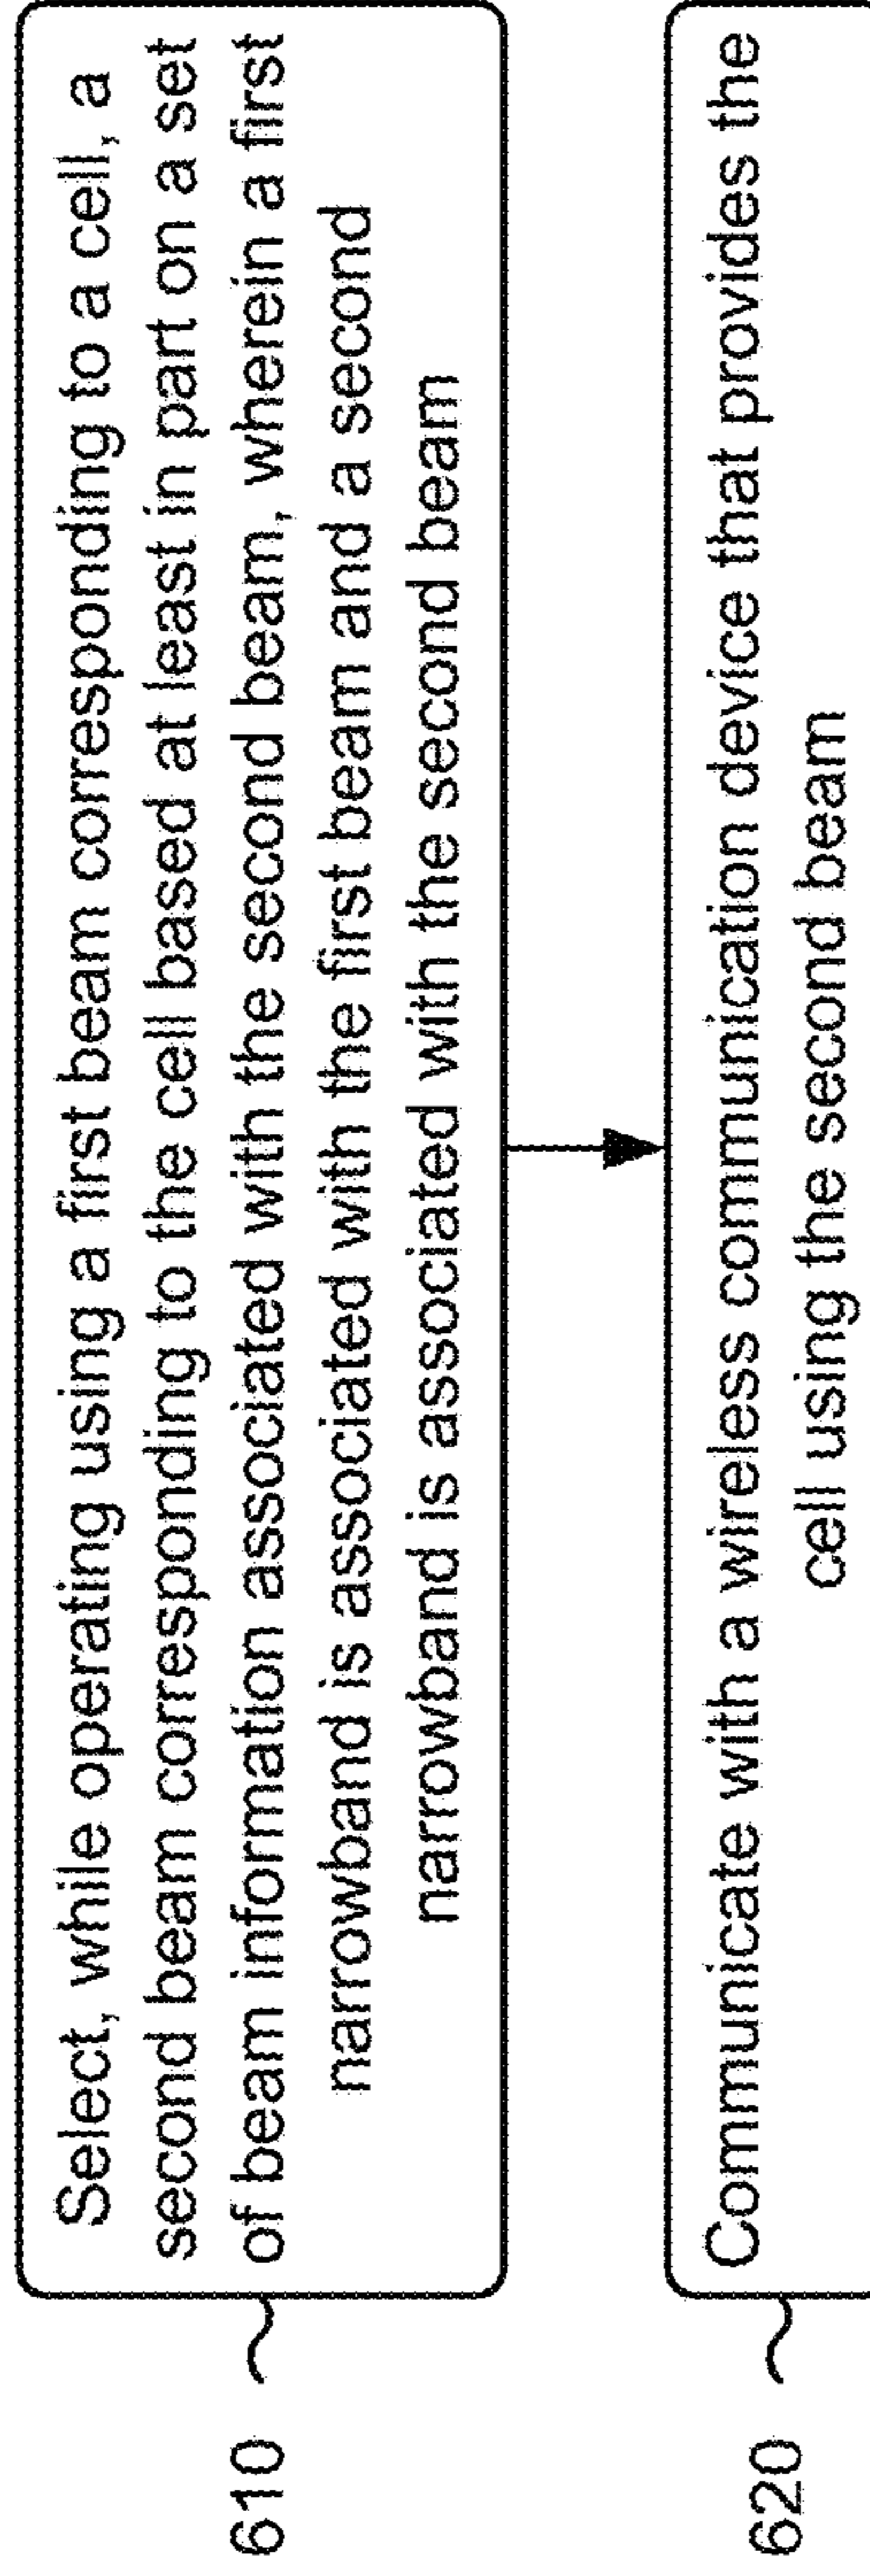 610
Select, while operating using a first beam corresponding to a cell, a
second beam corresponding to the cell based at least in part on a set
of beam information associated with the second beam, wherein a first
narrowband is associated with the first beam and a second
narrowband is associated with the second beam
620
Communicate with a wireless communication device that provides the
cell using the second beam